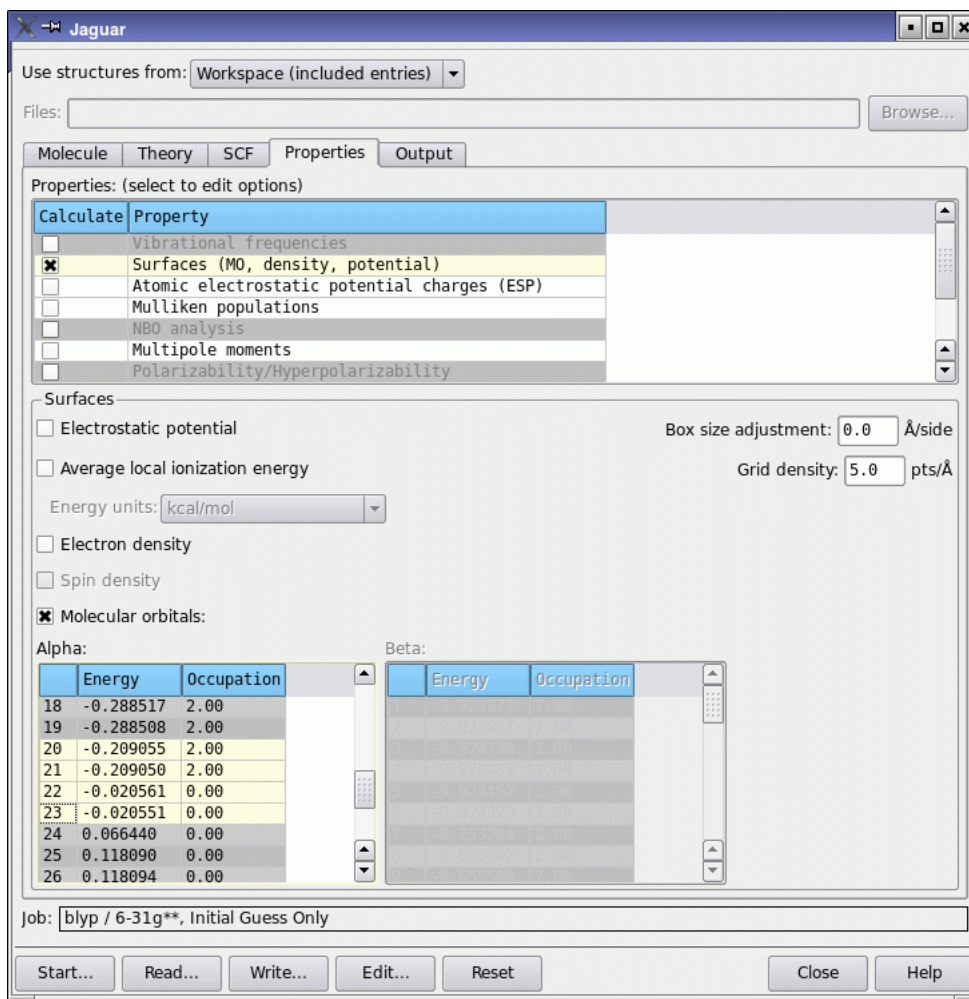 Jaguar
Use structures from: Workspace (included entries)
Files: Browse...
Molecule Theory SCF Properties Output
Properties: (select to edit options)
Calculate Property
Vibrational frequencies
Surfaces (MO, density, potential)
Atomic electrostatic potential charges (ESP)
Mulliken populations
NBO analysis
Multipole moments
Polarizability/Hyperpolarizability
Surfaces
Electrostatic potential Box size adjustment: 0.0 Å/side
Average local ionization energy Grid density: 5.0 pts/Å
Energy units: kcal/mol
Electron density
Spin density
Molecular orbitals:
Alpha: Beta:
Energy Occupation Energy Occupation
18 -0.288517 2.00
19 -0.288508 2.00
20 -0.209055 2.00
21 -0.209050 2.00
22 -0.020561 0.00
23 -0.020551 0.00
24 0.066440 0.00
25 0.118090 0.00
26 0.118094 0.00
Job: blyp / 6-31g**, Initial Guess Only
Start... Read... Write... Edit... Reset Close Help